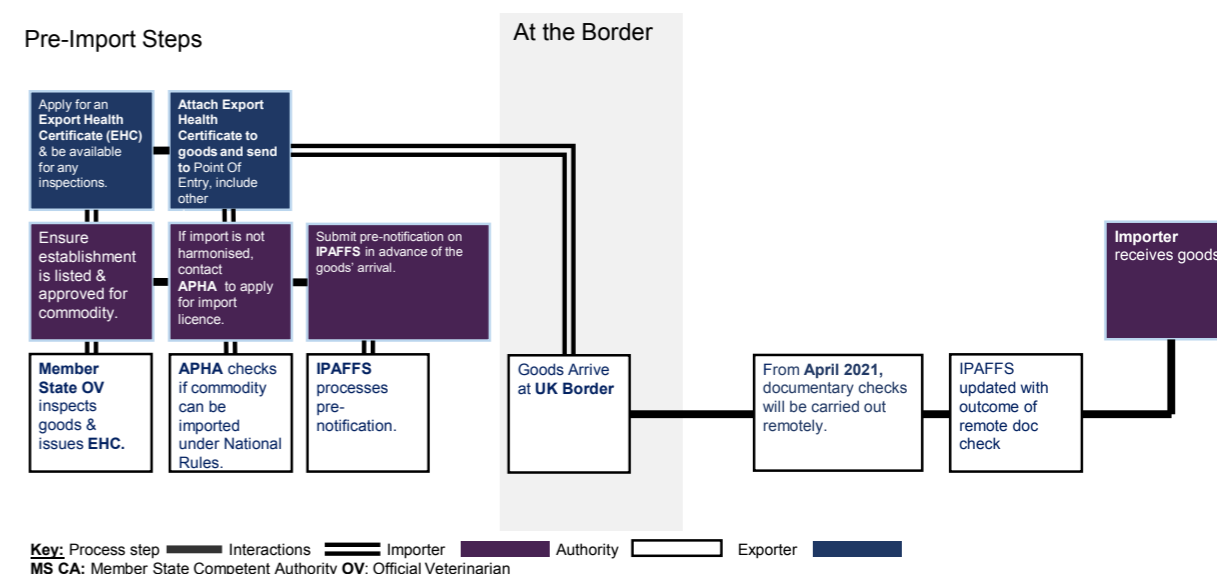 Pre-Import Steps
At the Border
Apply for an
Export Health
Certificate (EHC)
& be available
for any
inspections.
Attach Export
Health
Certificate to
goods and send
to Point Of
Entry, include
other
Ensure
establishment
is listed &
approved for
commodity.
If import is not
harmonised,
contact
APHA to apply
for import
licence.
Submit pre-notification on
IPAFFS in advance of the
goods' arrival.
Importer
receives goods
Member
State OV
inspects
goods &
issues EHC.
APHA checks
if commodity
can be
imported
under National
Rules.
IPAFFS
processes
pre-
notification.
Goods Arrive
at UK Border
From April 2021,
documentary checks
will be carried out
remotely.
IPAFFS
updated with
outcome of
remote doc
check
Key: Process step Interactions Importer Authority Exporter
MS CA: Member State Competent Authority OV: Official Veterinarian